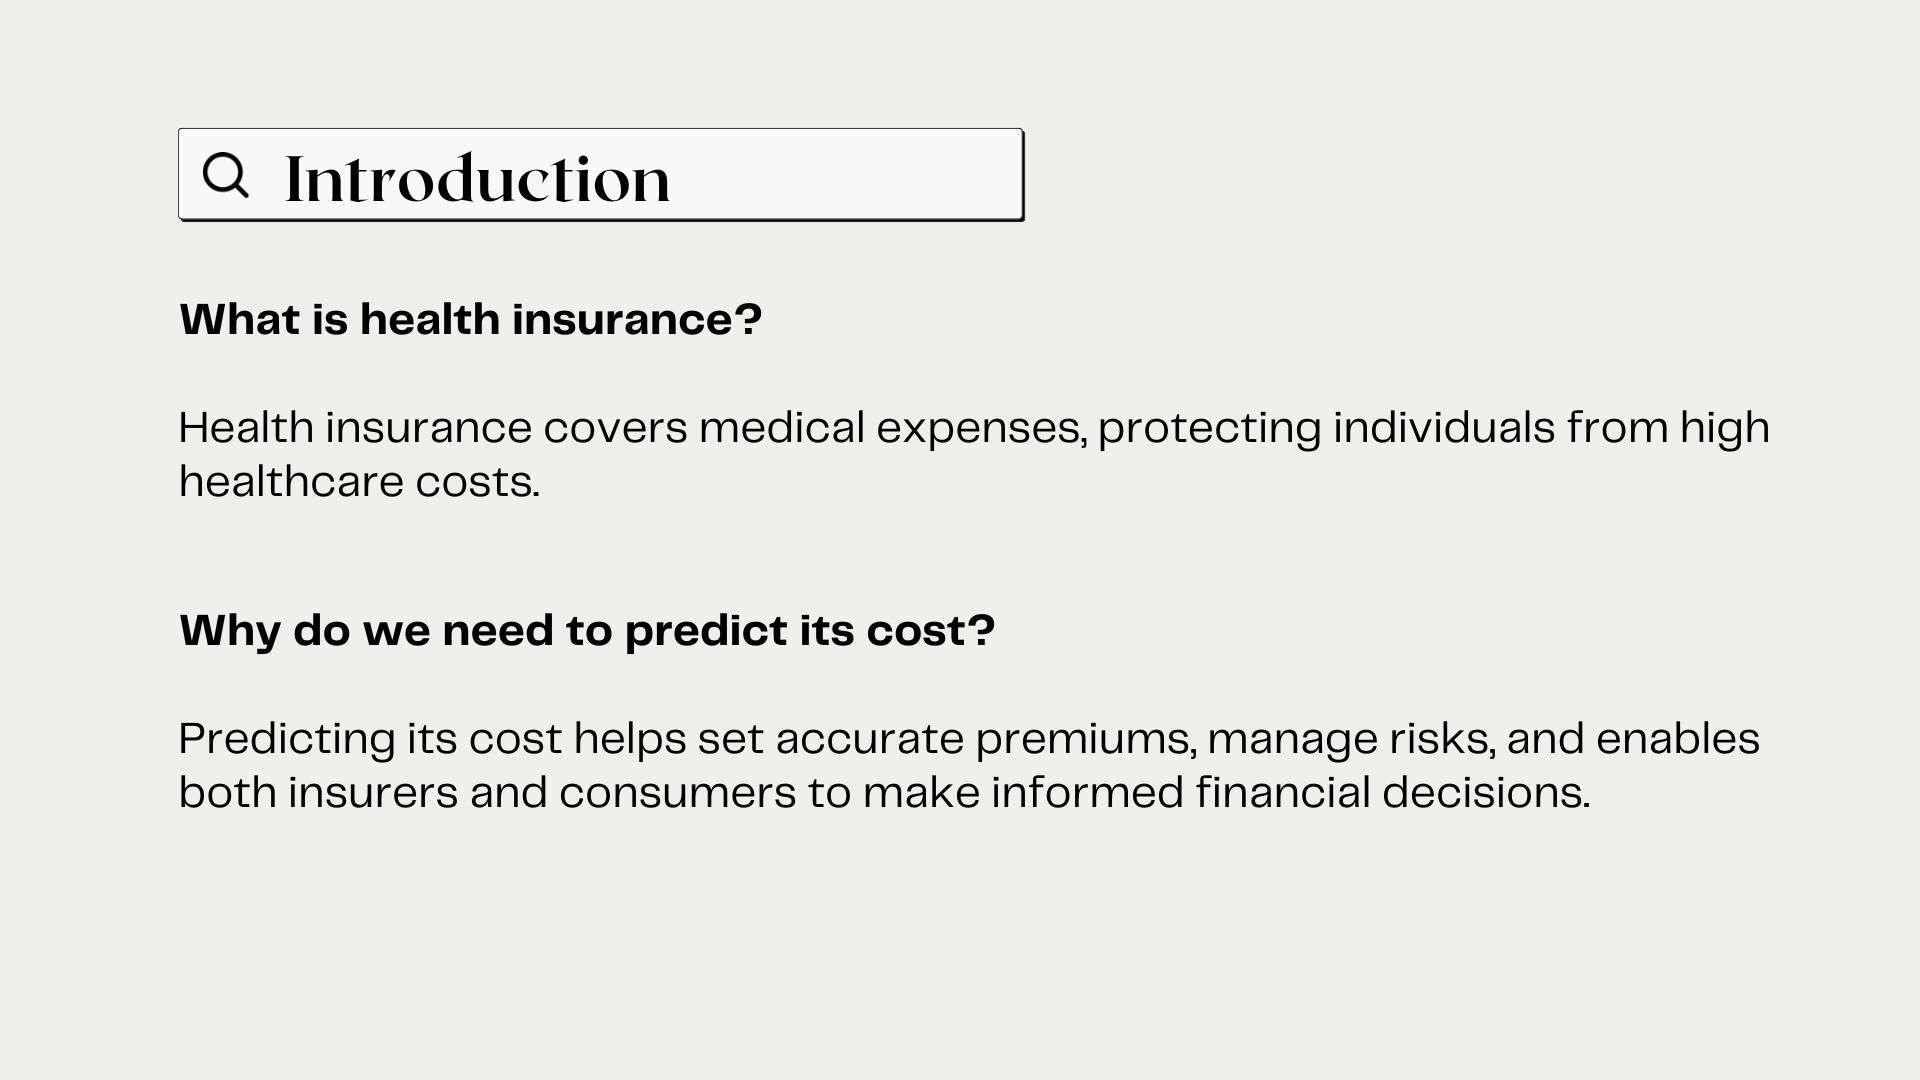 Introduction
What is health insurance?
Health insurance covers medical expenses, protecting individuals from high
healthcare costs.
Why do we need to predict its cost?
Predicting its cost helps set accurate premiums, manage risks, and enables
both insurers and consumers to make informed financial decisions.